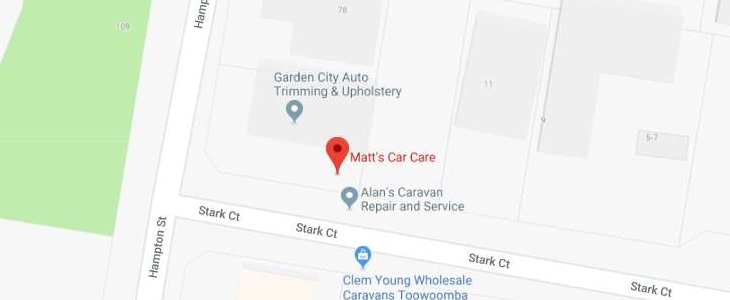 Hampton
78
109
Garden City Auto
Trimming & Upholstery
11
9
5-7
Matt's Car Care
Alan's Caravan
Repair and Service
Stark Ct
Stark Ct
Stark Ct
Stark Ct
Hampton St
Clem Young Wholesale
Caravans Toowoomba